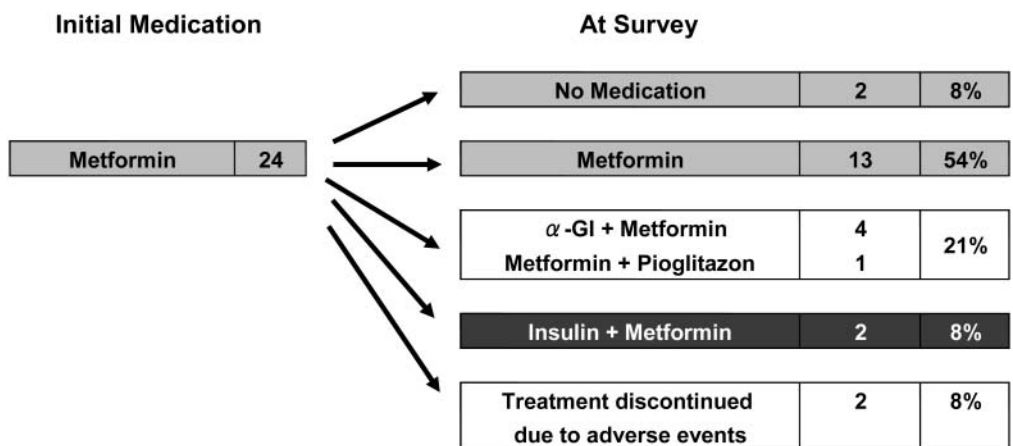 Initial Medication At Survey
No Medication 2 8%
Metformin 24
Metformin 13 54%
α-GI + Metformin 4
21%
Metformin + Pioglitazon 1
Insulin + Metformin 2 8%
Treatment discontinued 2 8%
due to adverse events